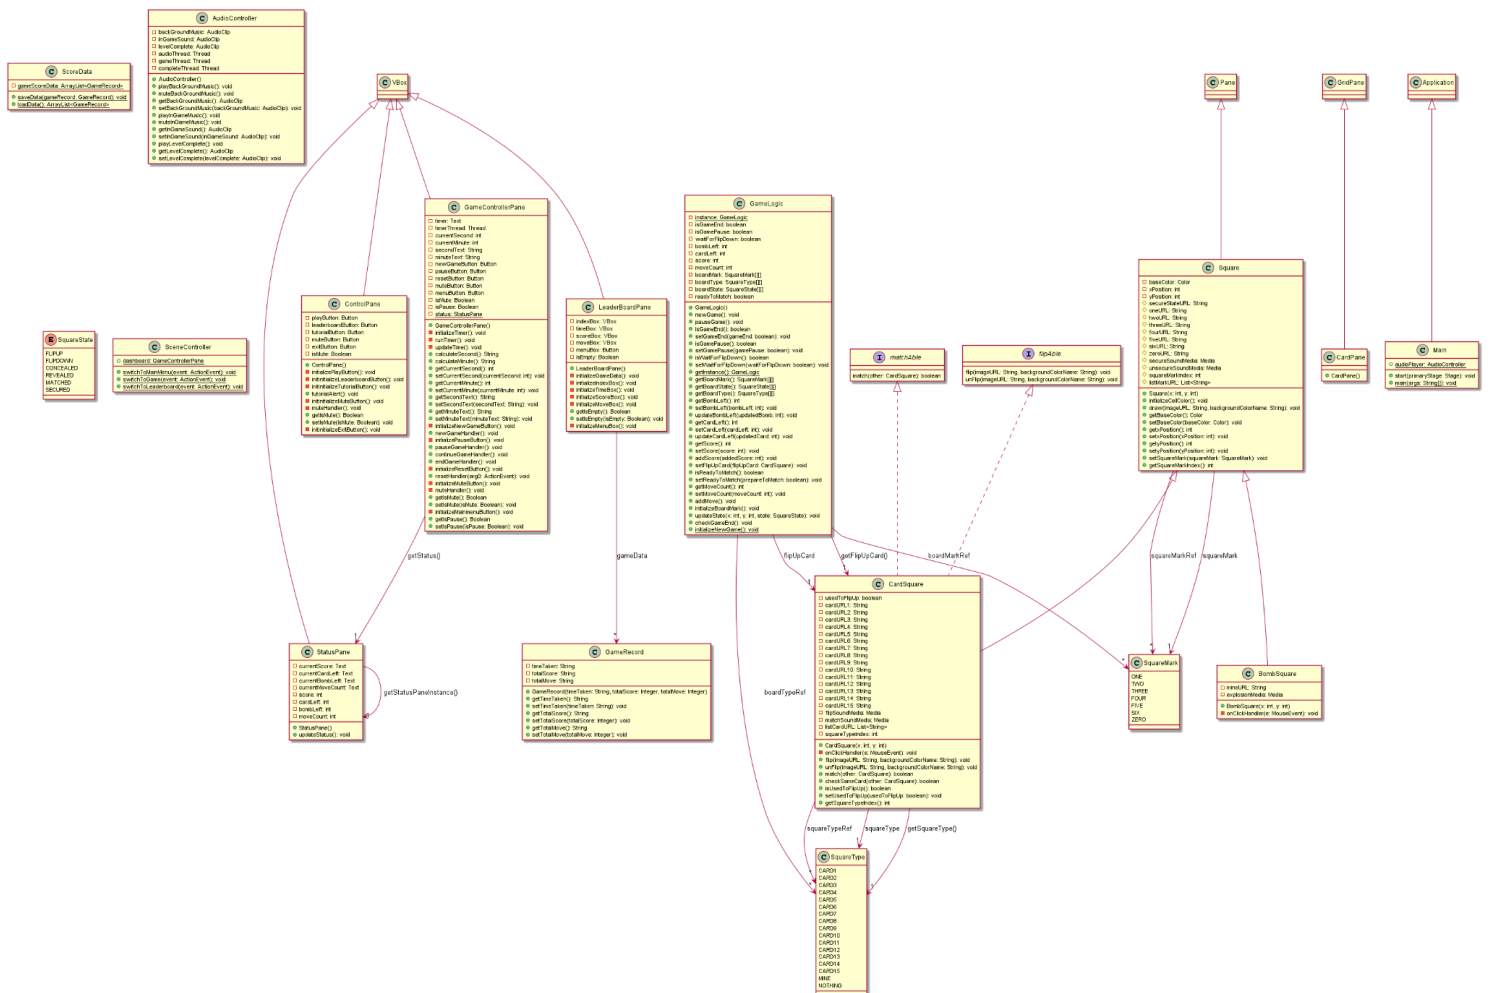 AudioController
backGroundMusic: AudioClip
inGameSound: AudioClip
levelComplete: AudioClip
audioThread: Thread
gameThread: Thread
completeThread: Thread
AudioController()
playBackGroundMusic(): void
muteBackGroundMusic(): void
getBackGroundMusic(): AudioClip
setBackGroundMusic(backGroundMusic: AudioClip): void
playInGameMusic(): void
muteInGameMusic(): void
getInGameSound(): AudioClip
setInGameSound(inGameSound: AudioClip): void
playLevelComplete(): void
getLevelComplete(): AudioClip
setLevelComplete(levelComplete: AudioClip): void
ScoreData
gameScoreData: ArrayList<GameRecord>
saveData(gameRecord: GameRecord): void
loadData(): ArrayList<GameRecord>
VBox
Pane
GridPane
Application
GameControllerPane
timer: Text
timerThread: Thread
currentSecond: int
currentMinute: int
secondText: String
minuteText: String
newGameButton: Button
pauseButton: Button
resetButton: Button
muteButton: Button
menuButton: Button
isMute: Boolean
isPause: Boolean
status: StatusPane
GameControllerPane()
initializeTimer(): void
runTimer(): void
updateTime(): void
calculateSecond(): String
calculateMinute(): String
getCurrentSecond(): int
setCurrentSecond(currentSecond: int): void
getCurrentMinute(): int
setCurrentMinute(currentMinute: int): void
getSecondText(): String
setSecondText(secondText: String): void
getMinuteText(): String
setMinuteText(minuteText: String): void
initializeNewGameButton(): void
newGameHandler(): void
initializePauseButton(): void
pauseGameHandler(): void
continueGameHandler(): void
endGameHandler(): void
initializeResetButton(): void
resetHandler(arg0: ActionEvent): void
initializeMuteButton(): void
muteHandler(): void
getIsMute(): Boolean
setIsMute(isMute: Boolean): void
initializeMainmenuButton(): void
getIsPause(): Boolean
setIsPause(isPause: Boolean): void
GameLogic
instance: GameLogic
isGameEnd: boolean
isGamePause: boolean
waitForFlipDown: boolean
bombLeft: int
cardLeft: int
score: int
moveCount: int
boardMark: SquareMark[][]
boardType: SquareType[][]
boardState: SquareState[][]
readyToMatch: boolean
GameLogic()
newGame(): void
pauseGame(): void
isGameEnd(): boolean
setGameEnd(gameEnd: boolean): void
isGamePause(): boolean
setGamePause(gamePause: boolean): void
isWaitForFlipDown(): boolean
setWaitForFlipDown(waitForFlipDown: boolean): void
getInstance(): GameLogic
getBoardMark(): SquareMark[][]
getBoardState(): SquareState[][]
getBoardType(): SquareType[][]
getBombLeft(): int
setBombLeft(bombLeft: int): void
updateBombLeft(updatedBomb: int): void
getCardLeft(): int
setCardLeft(cardLeft: int): void
updateCardLeft(updatedCard: int): void
getScore(): int
setScore(score: int): void
addScore(addedScore: int): void
setFlipUpCard(flipUpCard: CardSquare): void
isReadyToMatch(): boolean
setReadyToMatch(prepareToMatch: boolean): void
getMoveCount(): int
setMoveCount(moveCount: int): void
addMove(): void
initializeBoardMark(): void
updateState(x: int, y: int, state: SquareState): void
checkGameEnd(): void
initializeNewGame(): void
Square
baseColor: Color
xPosition: int
yPosition: int
secureStateURL: String
oneURL: String
twoURL: String
threeURL: String
fourURL: String
fiveURL: String
sixURL: String
zeroURL: String
secureSoundMedia: Media
unsecureSoundMedia: Media
squareMarkIndex: int
listMarkURL: List<String>
Square(x: int, y: int)
initializeCellColor(): void
draw(imageURL: String, backgroundColorName: String): void
getBaseColor(): Color
setBaseColor(baseColor: Color): void
getxPosition(): int
setxPosition(xPosition: int): void
getyPosition(): int
setyPosition(yPosition: int): void
setSquareMark(squareMark: SquareMark): void
getSquareMarkIndex(): int
ControlPane
playButton: Button
leaderboardButton: Button
tutorialButton: Button
muteButton: Button
exitButton: Button
isMute: Boolean
ControlPane()
initializePlayButton(): void
initializeTutorialButton(): void
tutorialAlert(): void
muteHandler(): void
getIsMute(): Boolean
setIsMute(isMute: Boolean): void
LeaderBoardPane
indexBox: VBox
timeBox: VBox
scoreBox: VBox
moveBox: VBox
menuButton: Button
isEmpty: Boolean
LeaderBoardPane()
initializeGameData(): void
initializeIndexBox(): void
initializeTimeBox(): void
initializeScoreBox(): void
initializeMoveBox(): void
getIsEmpty(): Boolean
setIsEmpty(isEmpty: Boolean): void
initializeMenuBox(): void
SquareState
FLIPUP
FLIPDOWN
CONCEALED
REVEALED
MATCHED
SECURED
SceneController
dashboard: GameControllerPane
switchToMainMenu(event: ActionEvent): void
switchToGame(event: ActionEvent): void
switchToLeaderboard(event: ActionEvent): void
matchAble
match(other: CardSquare): boolean
flipAble
flip(imageURL: String, backgroundColorName: String): void
unFlip(imageURL: String, backgroundColorName: String): void
CardPane
CardPane()
Main
audioPlayer: AudioController
start(primaryStage: Stage): void
main(args: String[]): void
getStatus()
gameData
flipUpCard
getFlipUpCard()
boardMarkRef
squareMarkRef
squareMark
1
1
1
*
*
*
1
StatusPane
currentScore: Text
currentCardLeft: Text
currentBombLeft: Text
currentMoveCount: Text
score: int
cardLeft: int
bombLeft: int
moveCount: int
StatusPane()
updateStatus(): void
getStatusPaneInstance()
GameRecord
timeTaken: String
totalScore: String
totalMove: String
GameRecord(timeTaken: String, totalScore: Integer, totalMove: Integer)
getTimeTaken(): String
setTimeTaken(timeTaken: String): void
getTotalScore(): String
setTotalScore(totalScore: Integer): void
getTotalMove(): String
setTotalMove(totalMove: Integer): void
CardSquare
usedToFlipUp: boolean
cardURL1: String
cardURL2: String
cardURL3: String
cardURL4: String
cardURL5: String
cardURL6: String
cardURL7: String
cardURL8: String
cardURL9: String
cardURL10: String
cardURL11: String
cardURL12: String
cardURL13: String
cardURL14: String
cardURL15: String
flipSoundMedia: Media
matchSoundMedia: Media
listCardURL: List<String>
squareTypeIndex: int
CardSquare(x: int, y: int)
onClickHandler(e: MouseEvent): void
flip(imageURL: String, backgroundColorName: String): void
unFlip(imageURL: String, backgroundColorName: String): void
match(other: CardSquare): boolean
checkSameCard(other: CardSquare): boolean
isUsedToFlipUp(): boolean
setUsedToFlipUp(usedToFlipUp: boolean): void
getSquareTypeIndex(): int
SquareMark
ONE
TWO
THREE
FOUR
FIVE
SIX
ZERO
BombSquare
mineURL: String
explosionMedia: Media
BombSquare(x: int, y: int)
onClickHandler(e: MouseEvent): void
boardTypeRef
squareTypeRef
squareType
getSquareType()
SquareType
CARD1
CARD2
CARD3
CARD4
CARD5
CARD6
CARD7
CARD8
CARD9
CARD10
CARD11
CARD12
CARD13
CARD14
CARD15
MINE
NOTHING